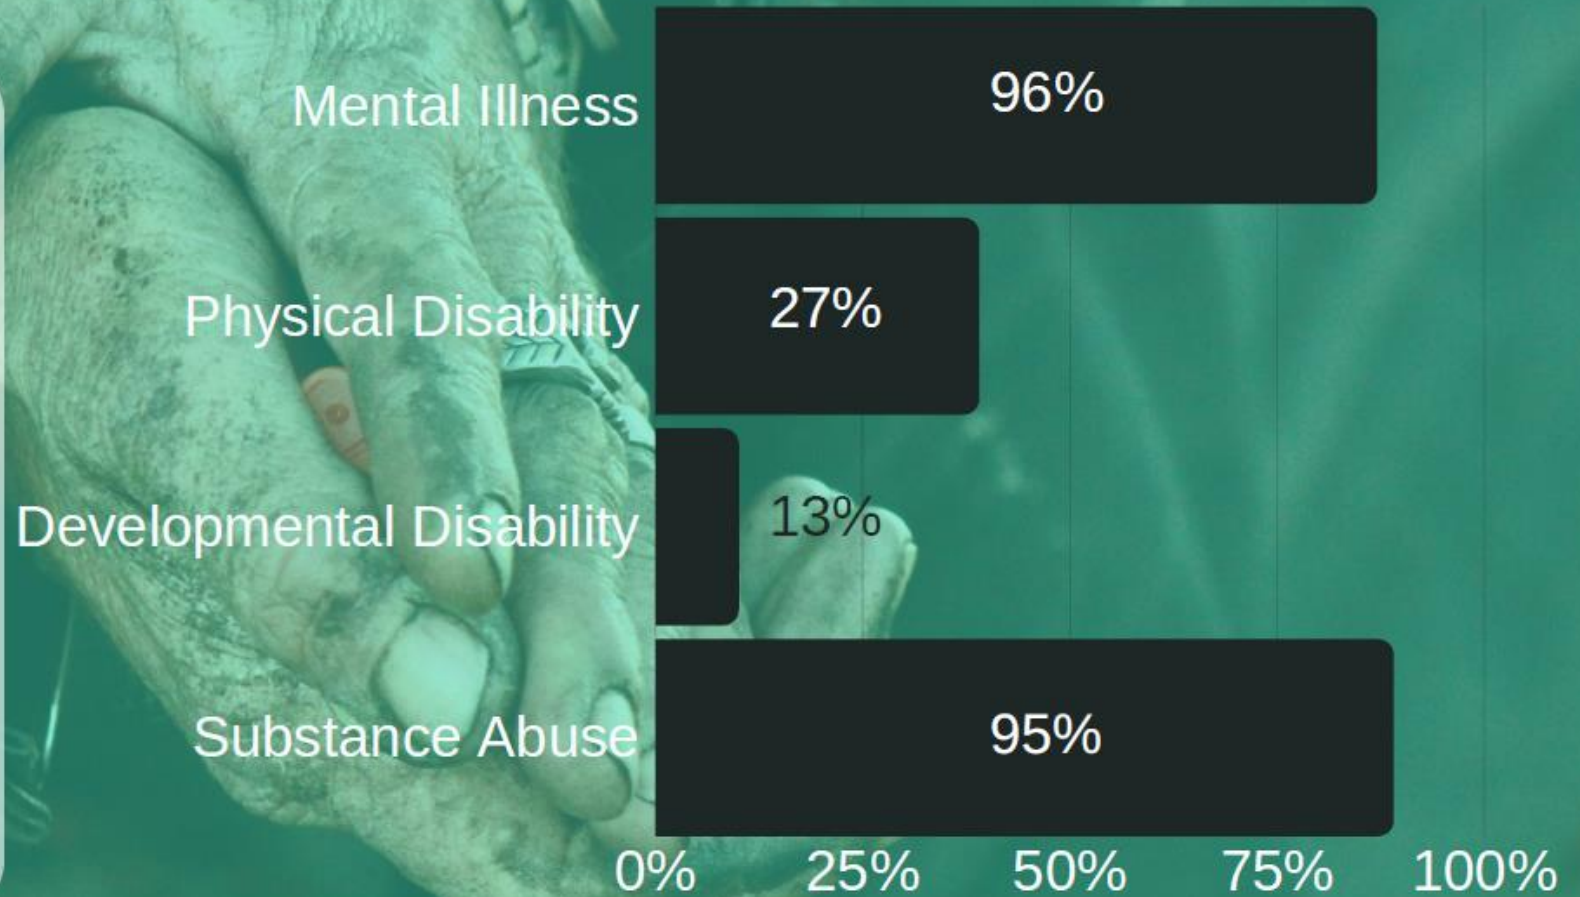 Mental Illness 96%
Physical Disability 27%
Developmental Disability 13%
Substance Abuse 95%
0% 25% 50% 75% 100%